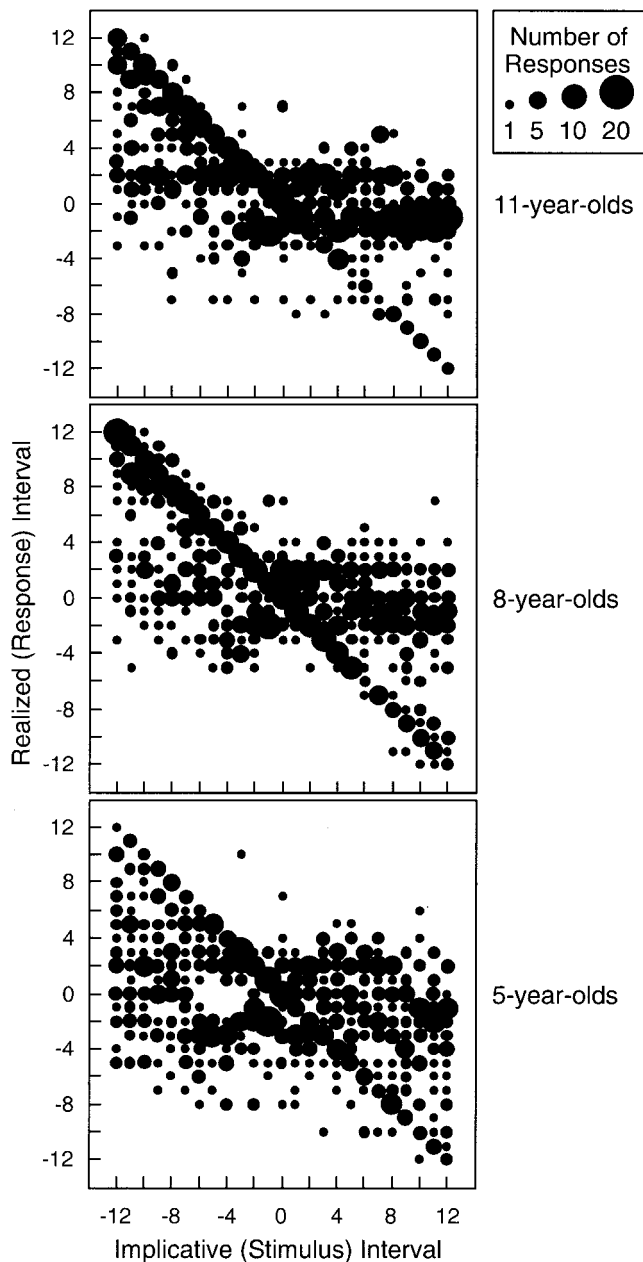 Number of
Responses
1 5 10 20
12
8
4
0
-4
-8
-12
11-year-olds
12
8
4
0
-4
-8
-12
8-year-olds
12
8
4
0
-4
-8
-12
5-year-olds
Realized (Response) Interval
-12 -8 -4 0 4 8 12
Implicative (Stimulus) Interval